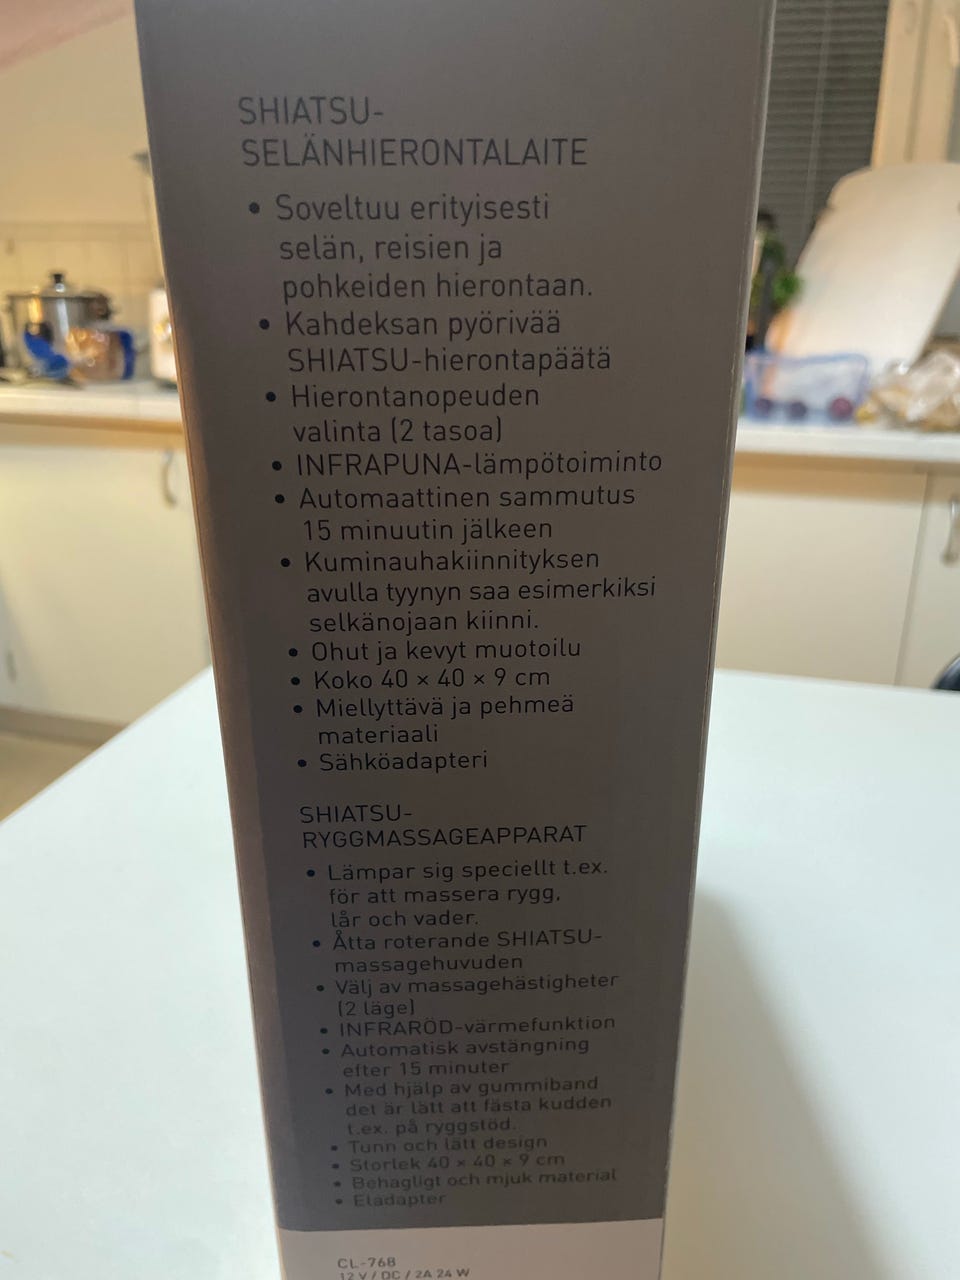 SHIATSU-
SELÄNHIERONTALAITE
• Soveltuu erityisesti
selän, reisien ja
pohkeiden hierontaan.
• Kahdeksan pyörivää
SHIATSU-hierontapäätä
• Hierontanopeuden
valinta (2 tasoa)
• INFRAPUNA-lämpötoiminto
• Automaattinen sammutus
15 minuutin jälkeen
• Kuminauhakiinnityksen
avulla tyynyn saa esimerkiksi
selkänojaan kiinni.
• Ohut ja kevyt muotoilu
• Koko 40 × 40 × 9 cm
• Miellyttävä ja pehmeä
materiaali
• Sähköadapteri
SHIATSU-
RYGGMASSAGEAPPARAT
• Lämpar sig speciellt t.ex.
för att massera rygg,
lår och vader.
• Åtta roterande SHIATSU-
massagehuvuden
• Välj av massagehästigheter
(2 läge)
• INFRARÖD-värmefunktion
• Automatisk avstängning
efter 15 minuter
• Med hjälp av gummiband
det är lätt att fästa kudden
t.ex. på ryggstöd.
• Tunn och lätt design
• Storlek 40 × 40 × 9 cm
• Behagligt och mjuk material
• Eladapter
CL-768
12 V / DC / 2A 24 W